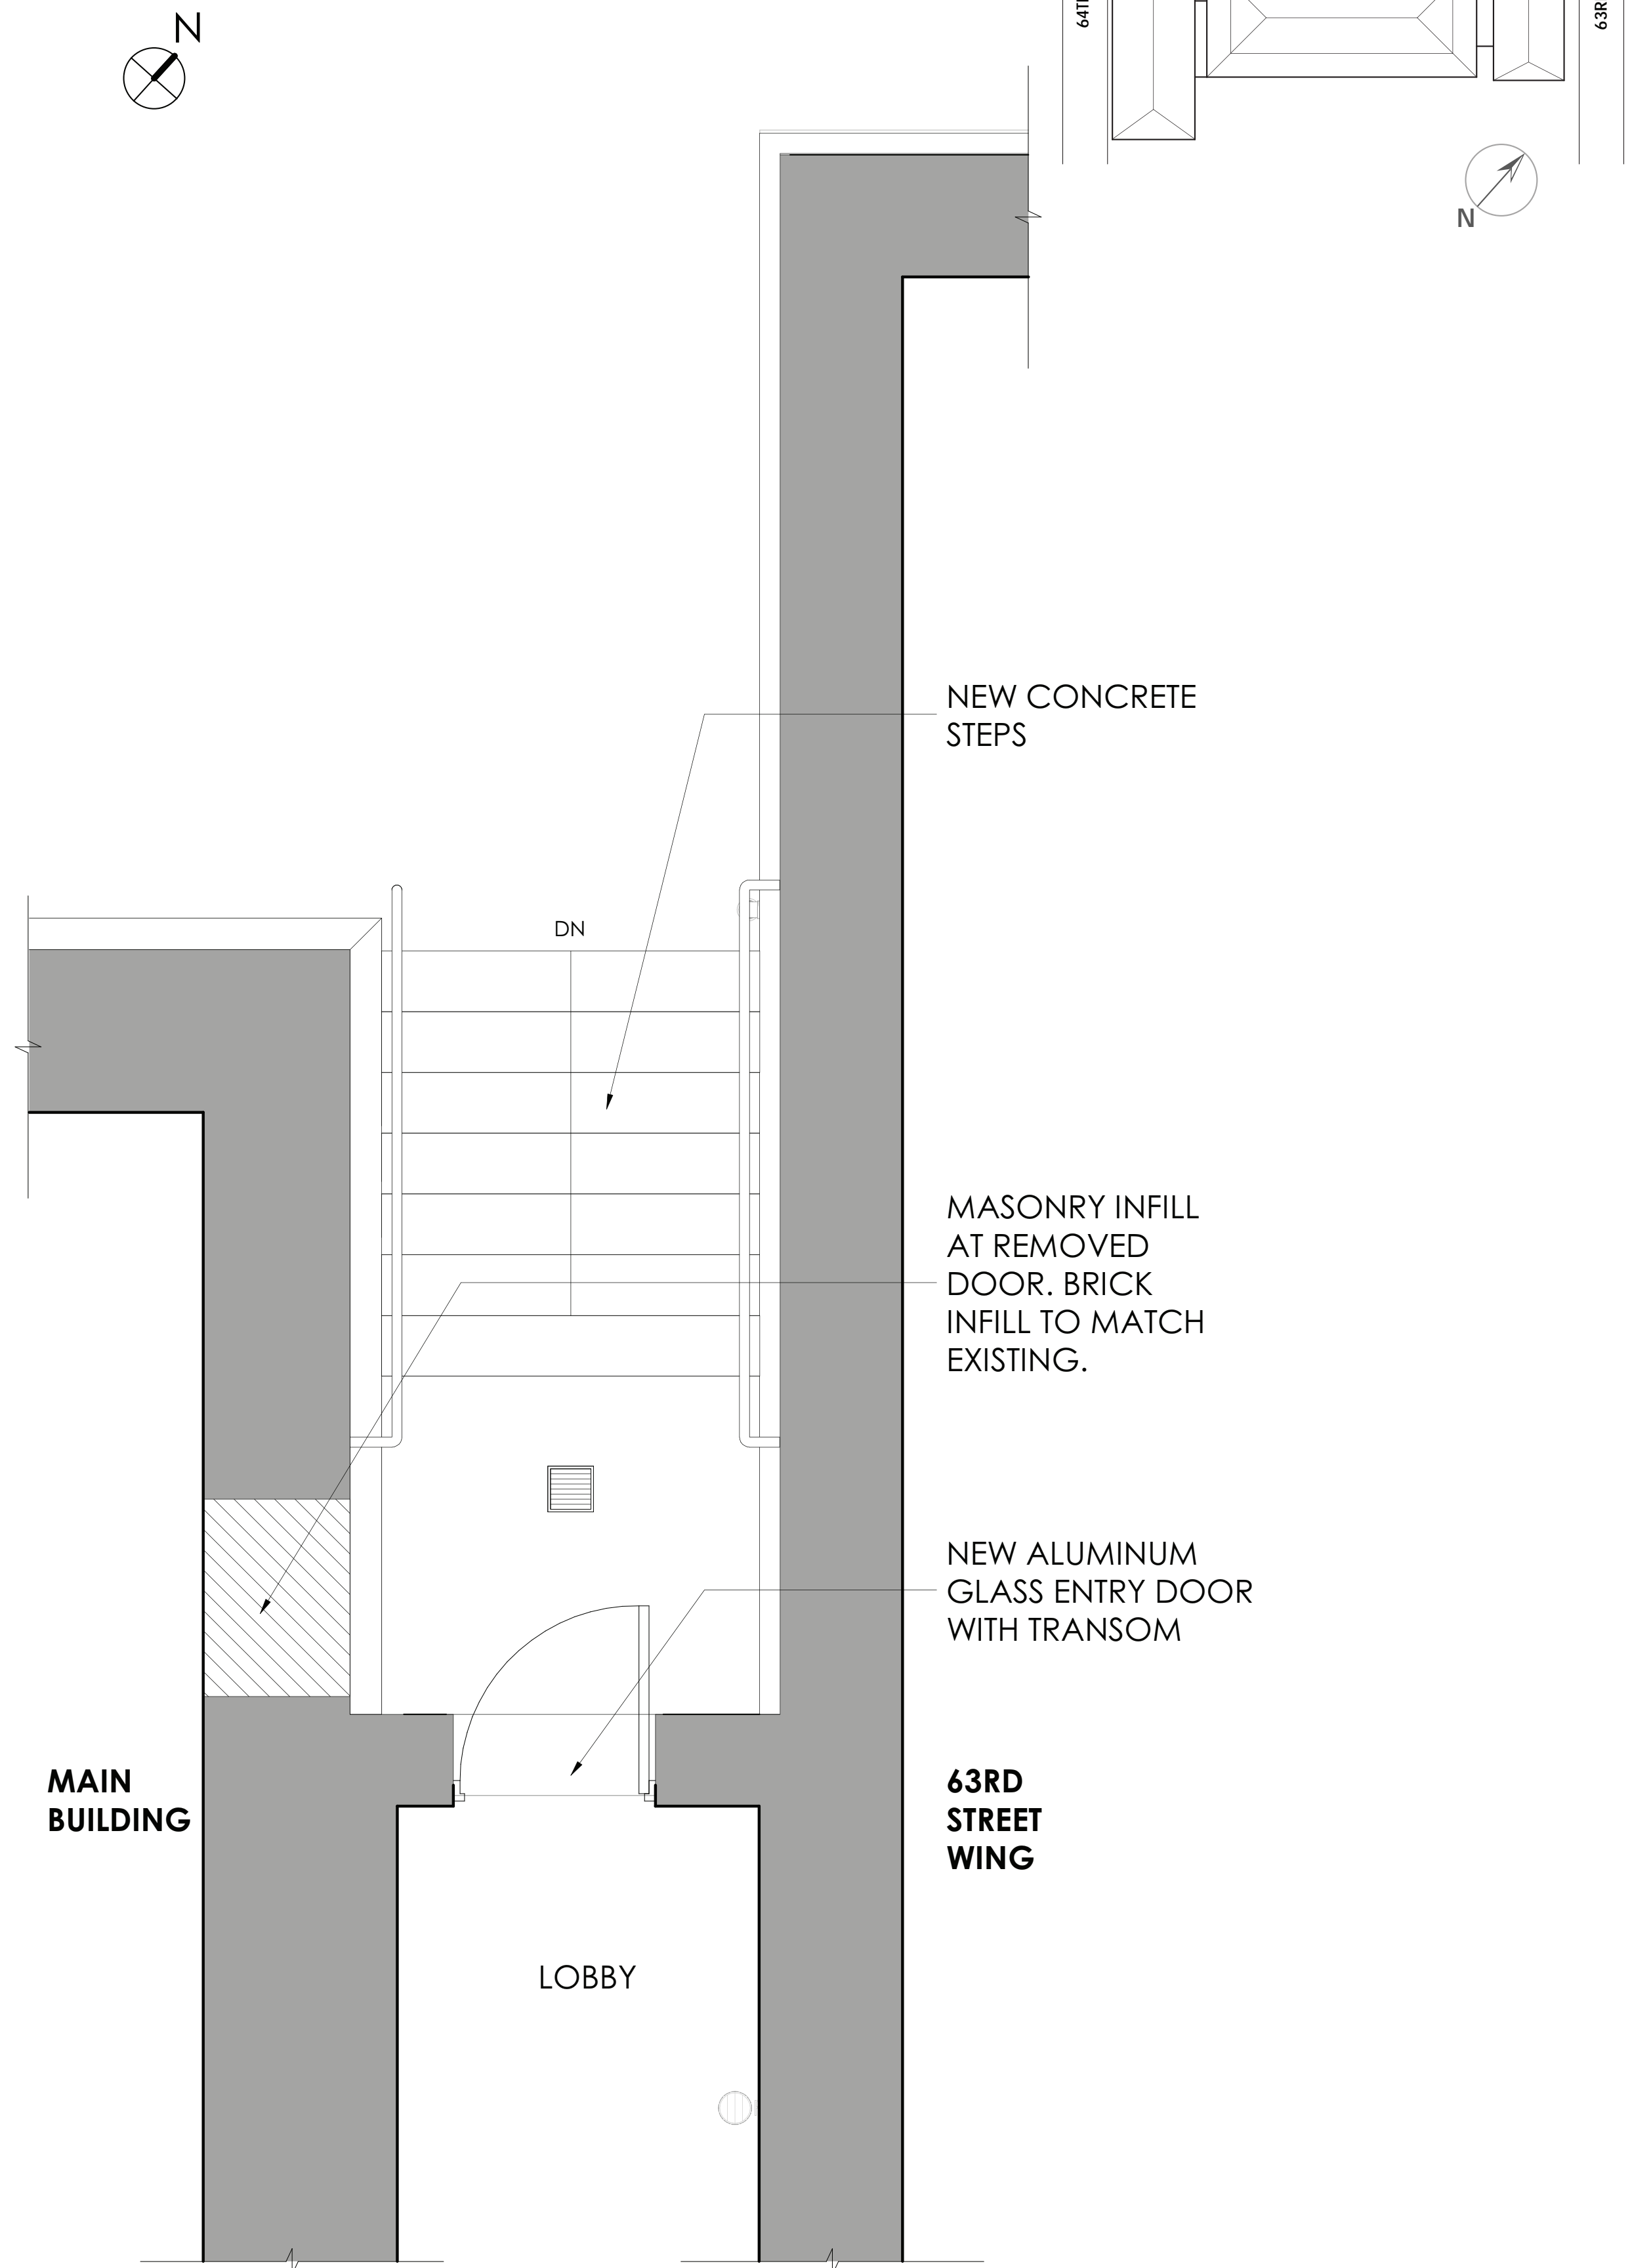 N
N
NEW CONCRETE
STEPS
DN
MASONRY INFILL
AT REMOVED
DOOR. BRICK
INFILL TO MATCH
EXISTING.
NEW ALUMINUM
GLASS ENTRY DOOR
WITH TRANSOM
MAIN
BUILDING
63RD
STREET
WING
LOBBY